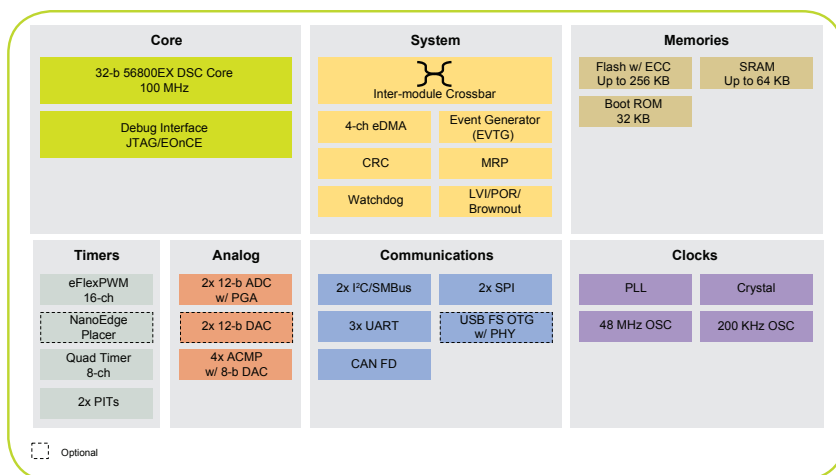 Core
32-b 56800EX DSC Core
100 MHz
Debug Interface
JTAG/EOnCE
System
Inter-module Crossbar
4-ch eDMA
Event Generator
(EVTG)
CRC
MRP
Watchdog
LVI/POR/
Brownout
Memories
Flash w/ ECC
Up to 256 KB
SRAM
Up to 64 KB
Boot ROM
32 KB
Timers
eFlexPWM
16-ch
NanoEdge
Placer
Quad Timer
8-ch
2x PITs
Analog
2x 12-b ADC
w/ PGA
2x 12-b DAC
4x ACMP
w/ 8-b DAC
Communications
2x I²C/SMBus
2x SPI
3x UART
USB FS OTG
w/ PHY
CAN FD
Clocks
PLL
Crystal
48 MHz OSC
200 KHz OSC
Optional